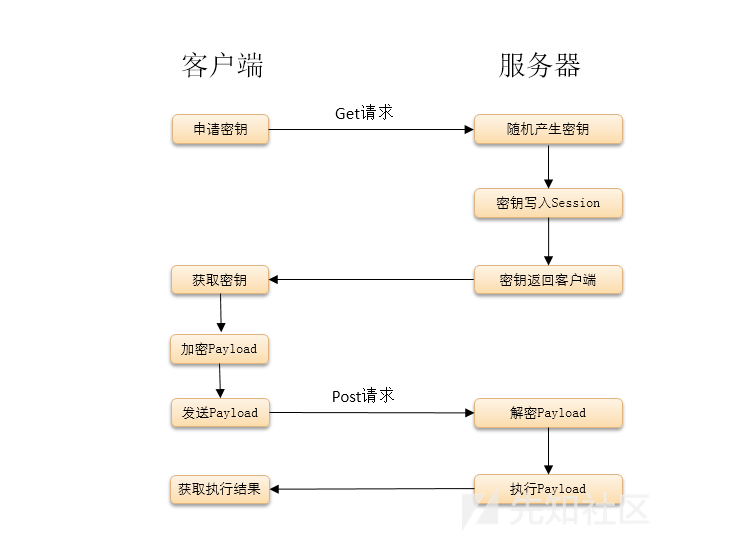 客户端
服务器
Get请求
申请密钥
随机产生密钥
密钥写入Session
获取密钥
密钥返回客户端
加密Payload
Post请求
发送Payload
解密Payload
获取执行结果
执行Payload
先知社区